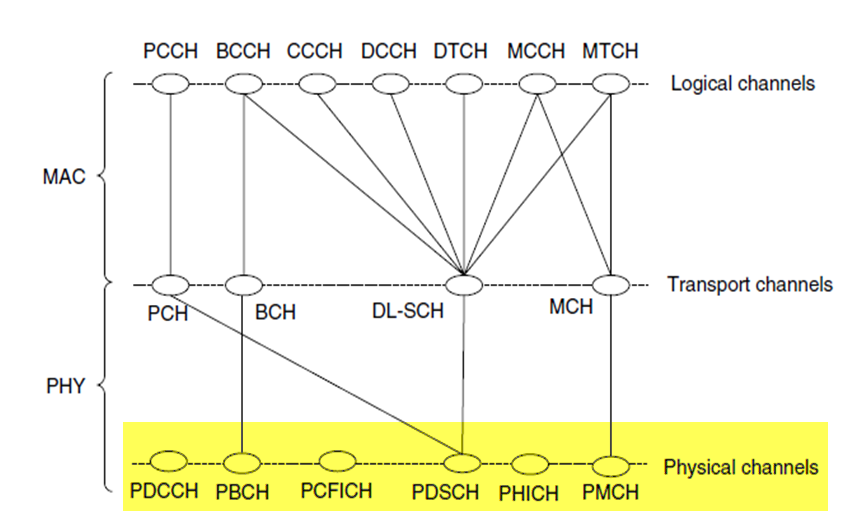 PCCH BCCH CCCH DCCH DTCH MCCH MTCH
Logical channels
MAC
Transport channels
PCH BCH DL-SCH MCH
PHY
Physical channels
PDCCH PBCH PCFICH PDSCH PHICH PMCH